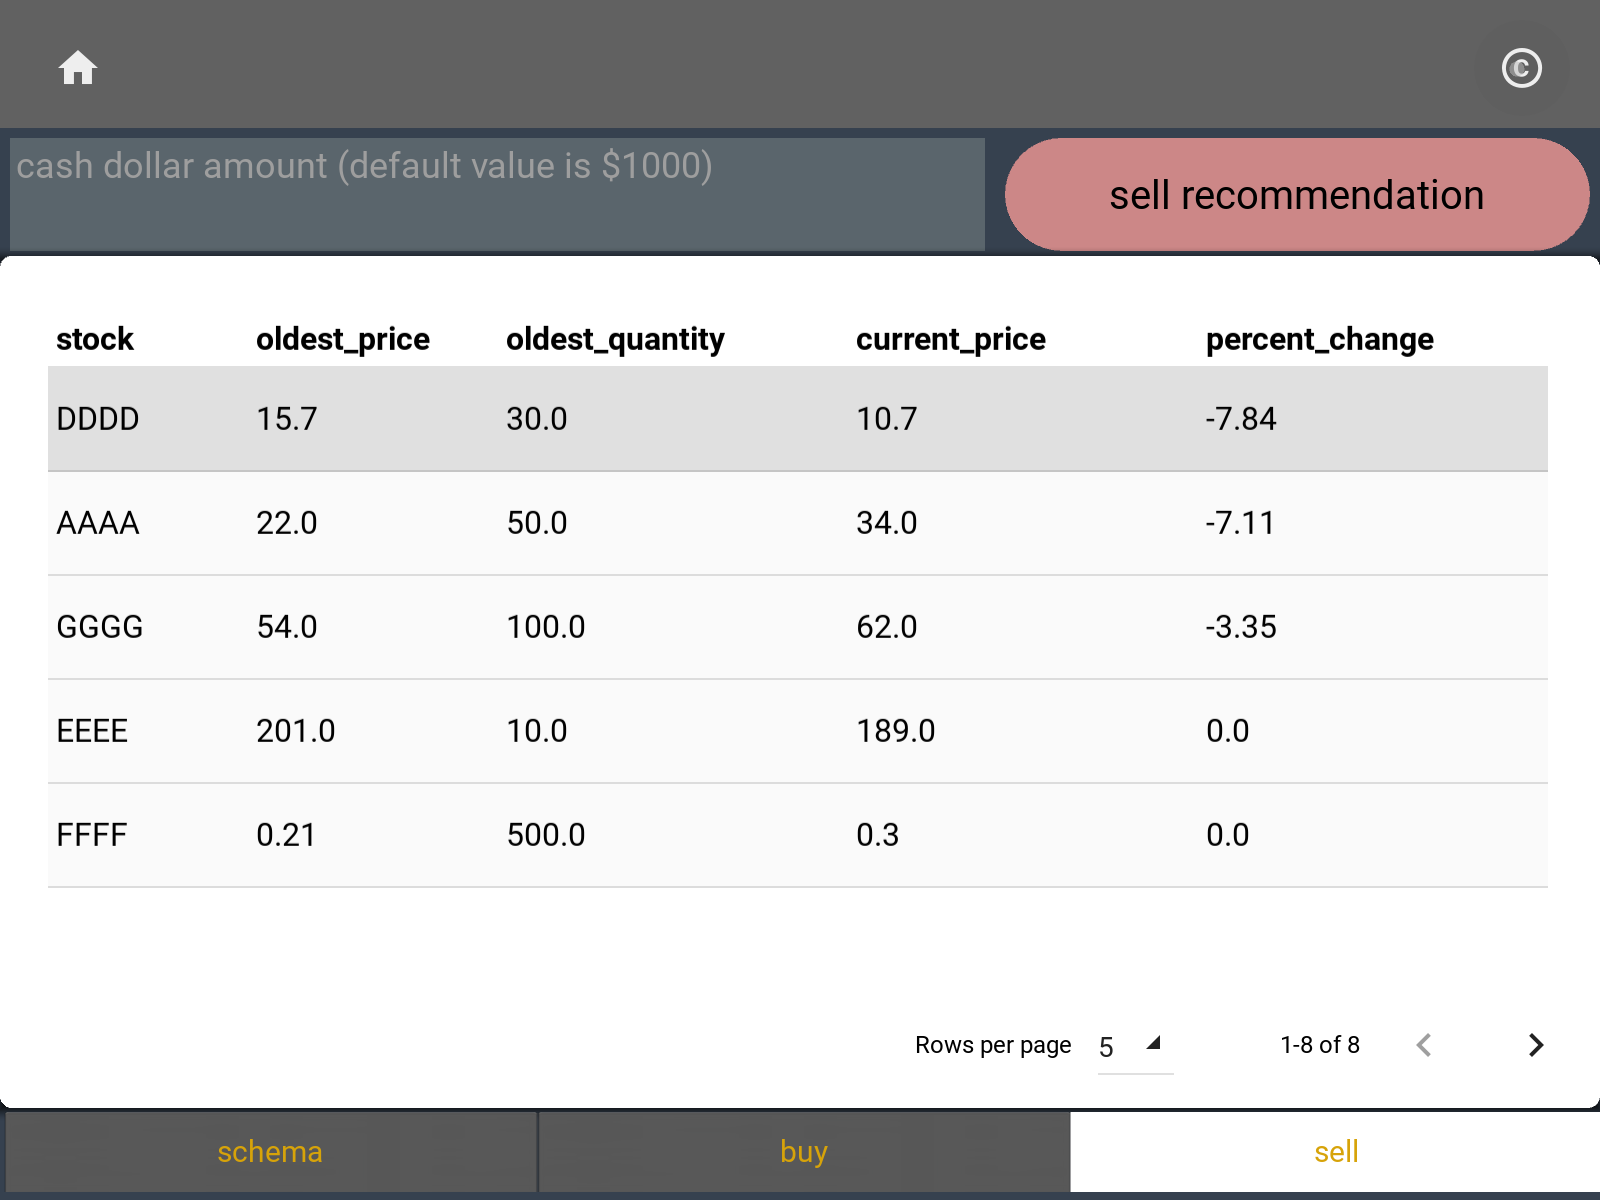 ©
cash dollar amount (default value is $1000)
sell recommendation
stock oldest_price oldest_quantity current_price percent_change
DDDD 15.7 30.0 10.7 -7.84
AAAA 22.0 50.0 34.0 -7.11
GGGG 54.0 100.0 62.0 -3.35
EEEE 201.0 10.0 189.0 0.0
FFFF 0.21 500.0 0.3 0.0
Rows per page 5 1-8 of 8
schema buy sell